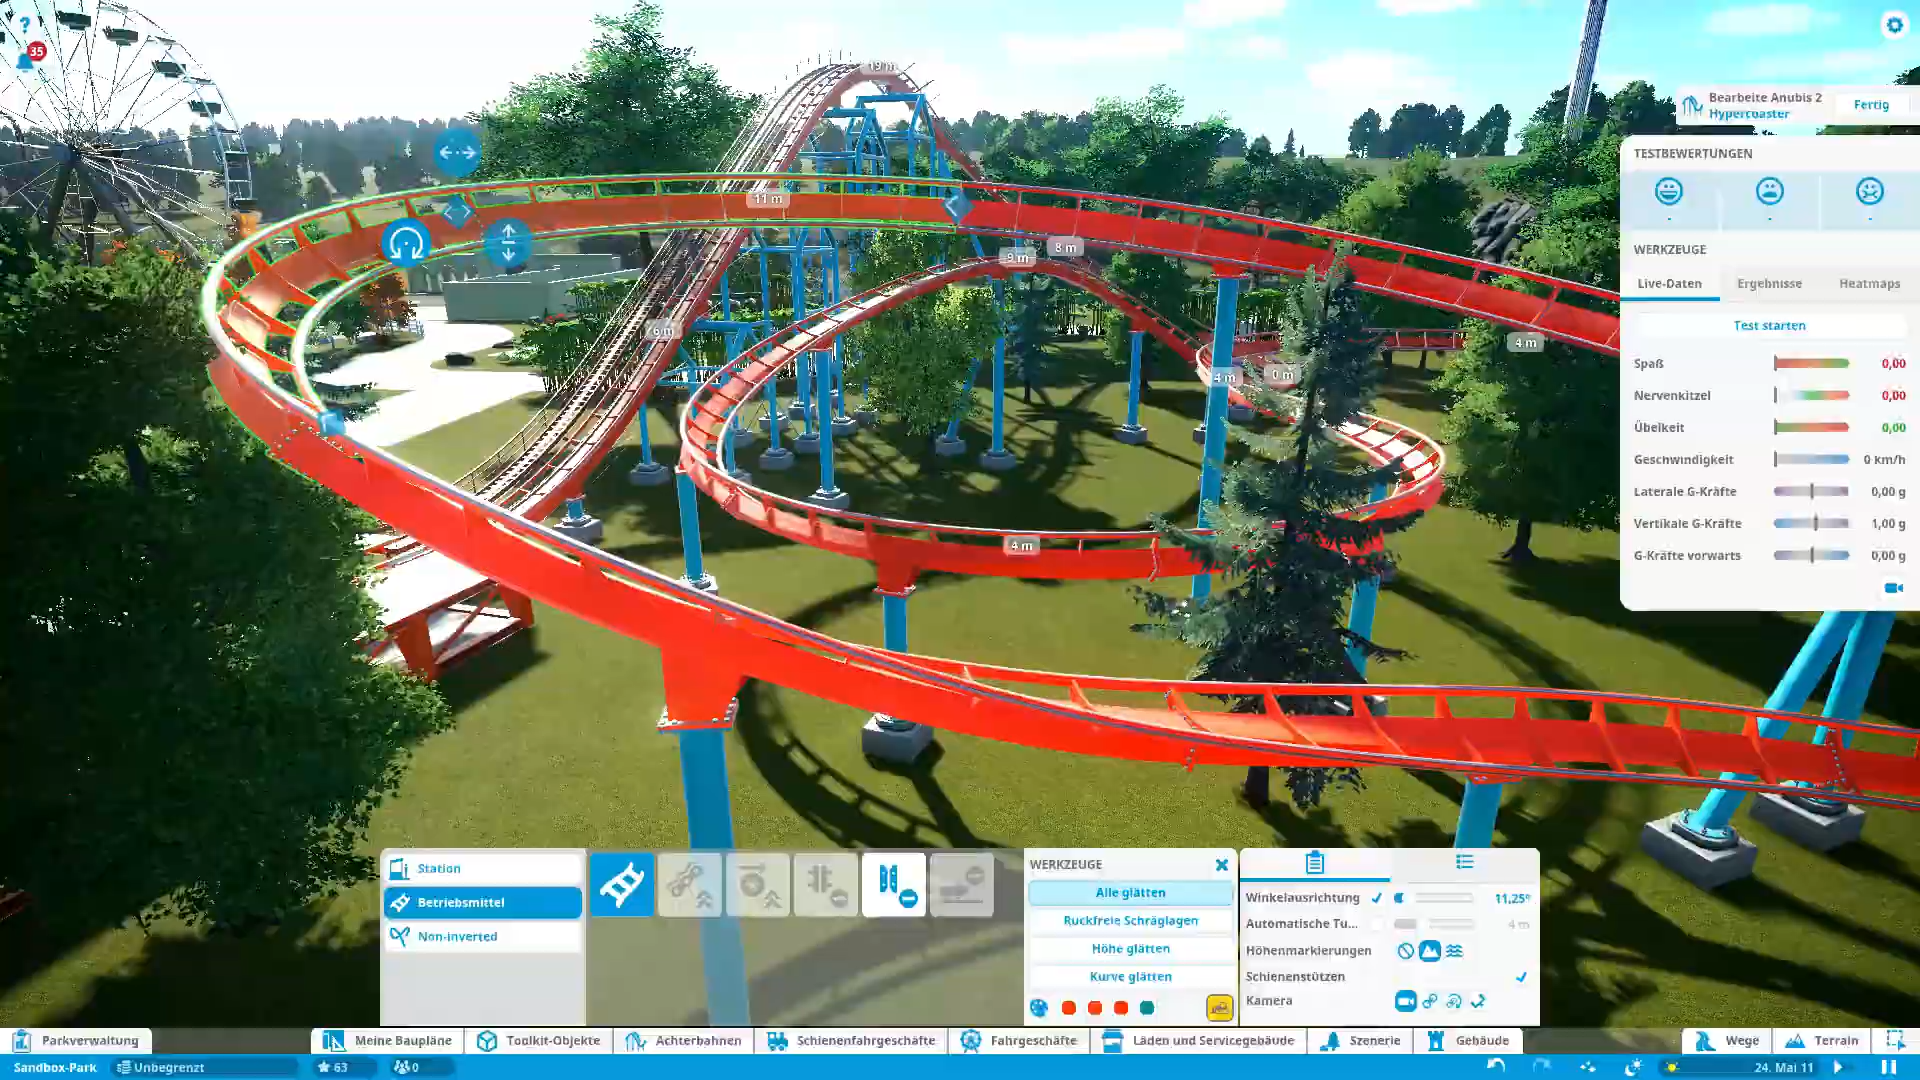 ?
35
19 m
11 m
8 m
9 m
6 m
4 m
4 m
0 m
4 m
Bearbeite Anubis 2
Hypercoaster
Fertig
TESTBEWERTUNGEN
- - -
WERKZEUGE
Live-Daten Ergebnisse Heatmaps
Test starten
Spaß 0,00
Nervenkitzel 0,00
Übelkeit 0,00
Geschwindigkeit 0 km/h
Laterale G-Kräfte 0,00 g
Vertikale G-Kräfte 1,00 g
G-Kräfte vorwärts 0,00 g
Station
Betriebsmittel
Non-inverted
WERKZEUGE
Alle glätten
Ruckfreie Schräglagen
Höhe glätten
Kurve glätten
Winkelausrichtung 11,25°
Automatische Tu... 4 m
Höhenmarkierungen
Schienenstützen
Kamera
Parkverwaltung Meine Baupläne Toolkit-Objekte Achterbahnen Schienenfahrgeschäfte Fahrgeschäfte Läden und Servicegebäude Szenerie Gebäude Wege Terrain
Sandbox-Park Unbegrenzt 63 0 24. Mai 11